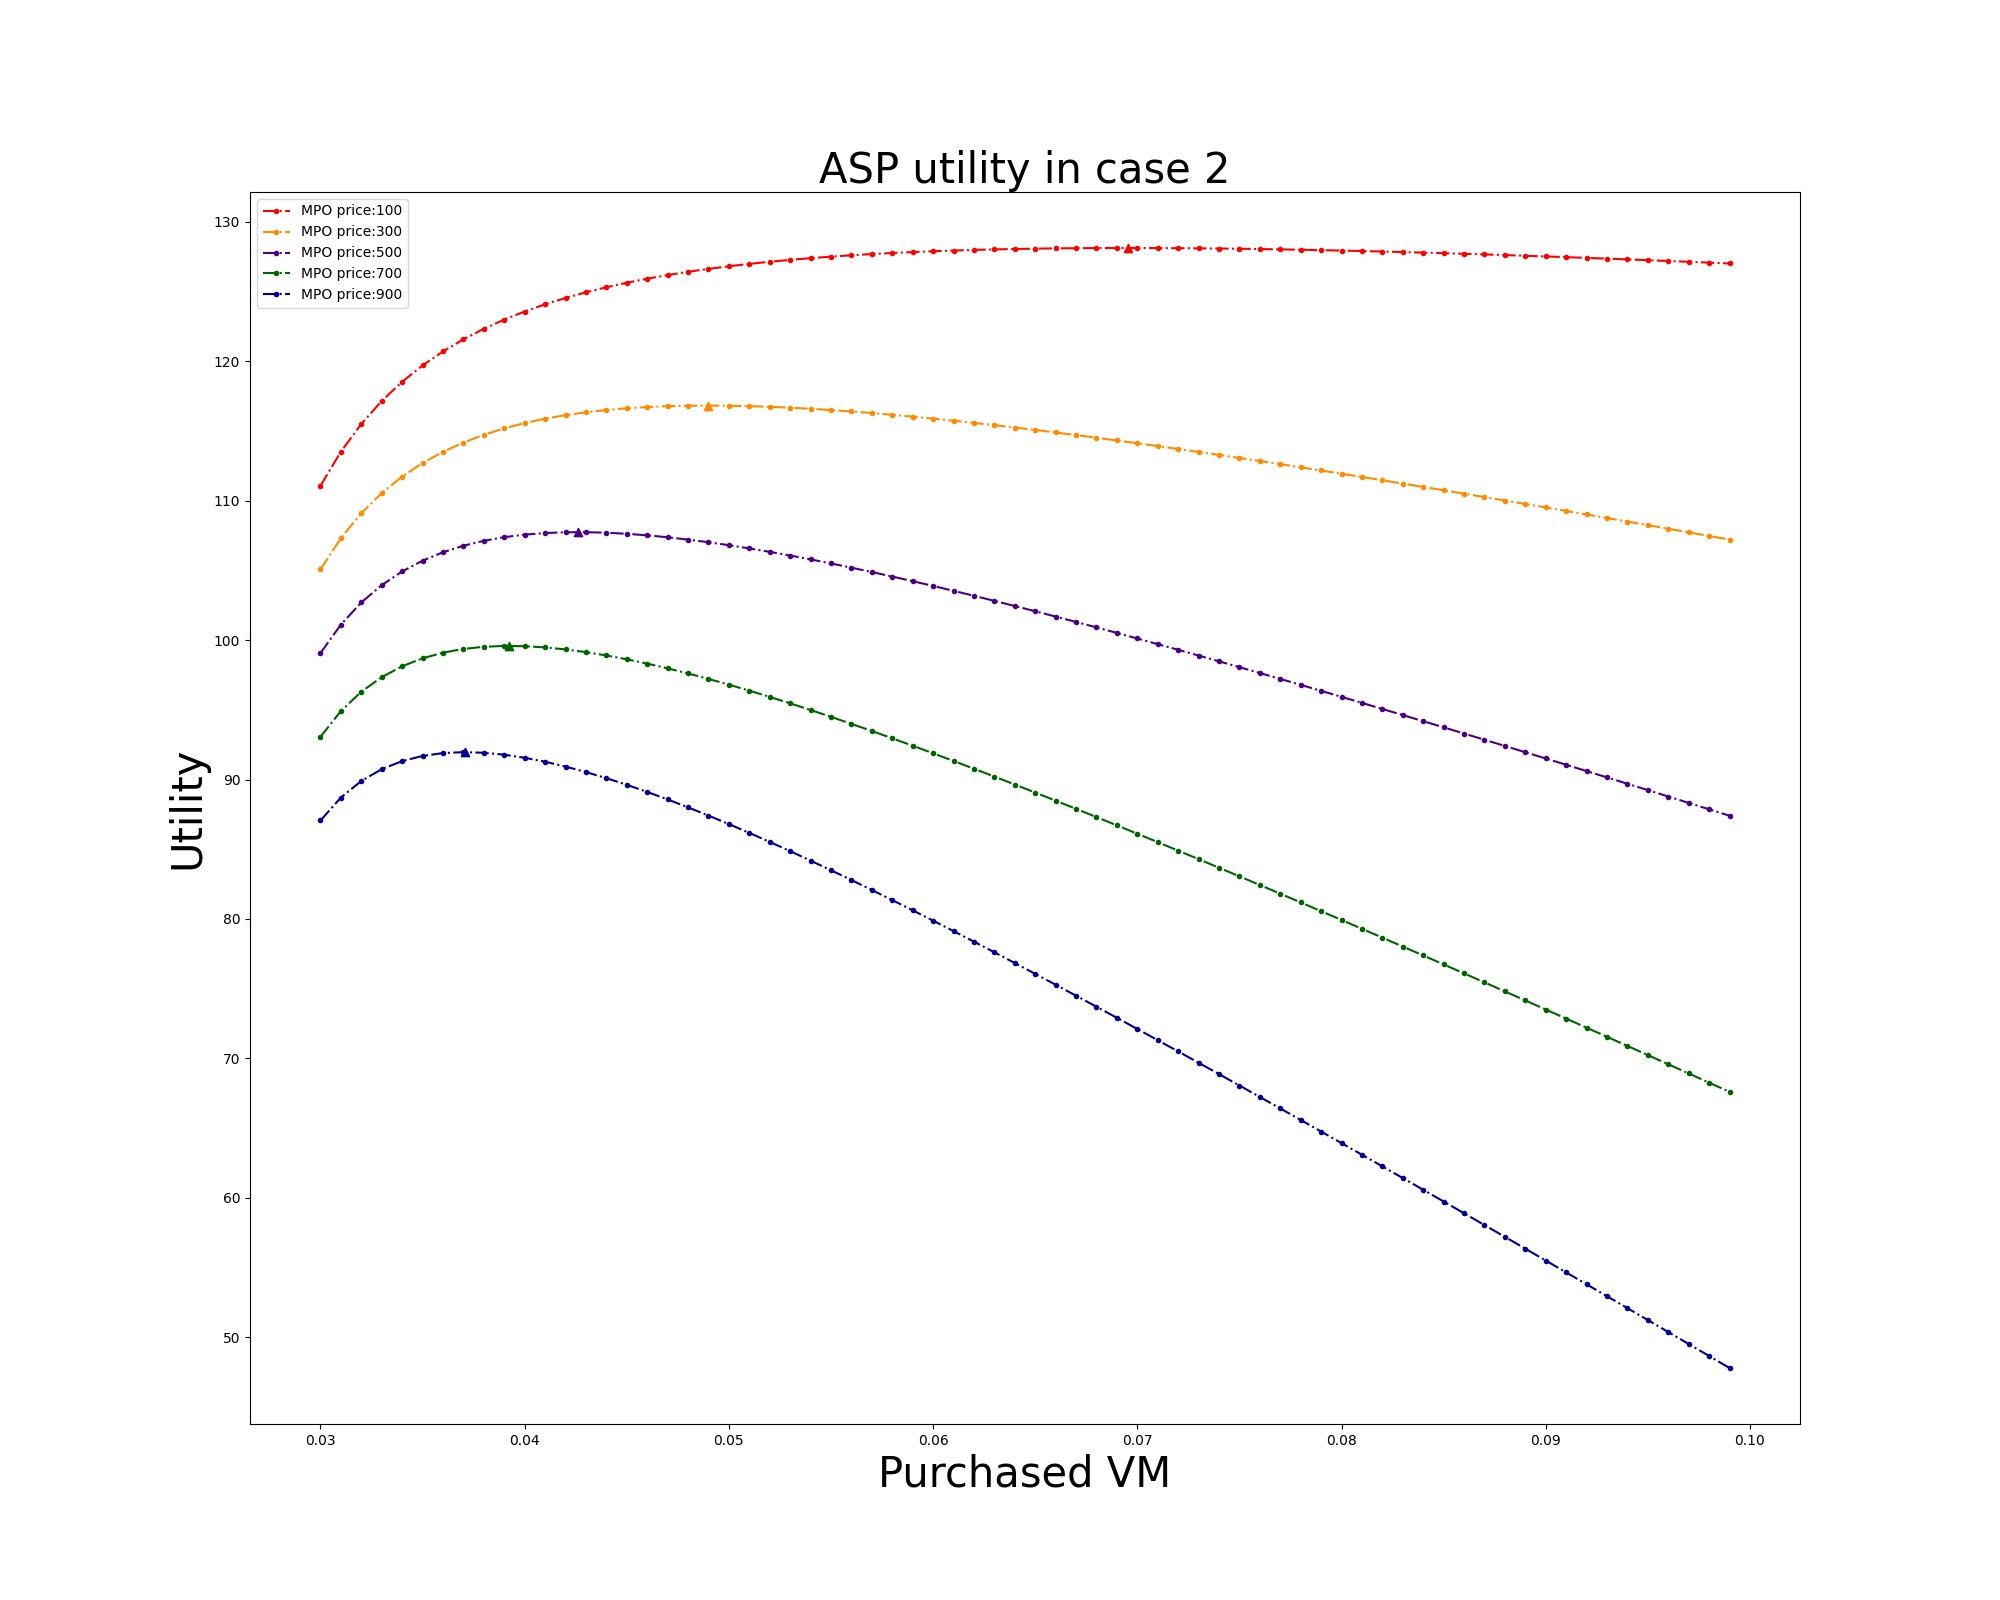 ASP utility in case 2
MPO price:100
MPO price:300
MPO price:500
MPO price:700
MPO price:900
130
120
110
100
90
80
70
60
50
Utility
0.03 0.04 0.05 0.06 0.07 0.08 0.09 0.10
Purchased VM